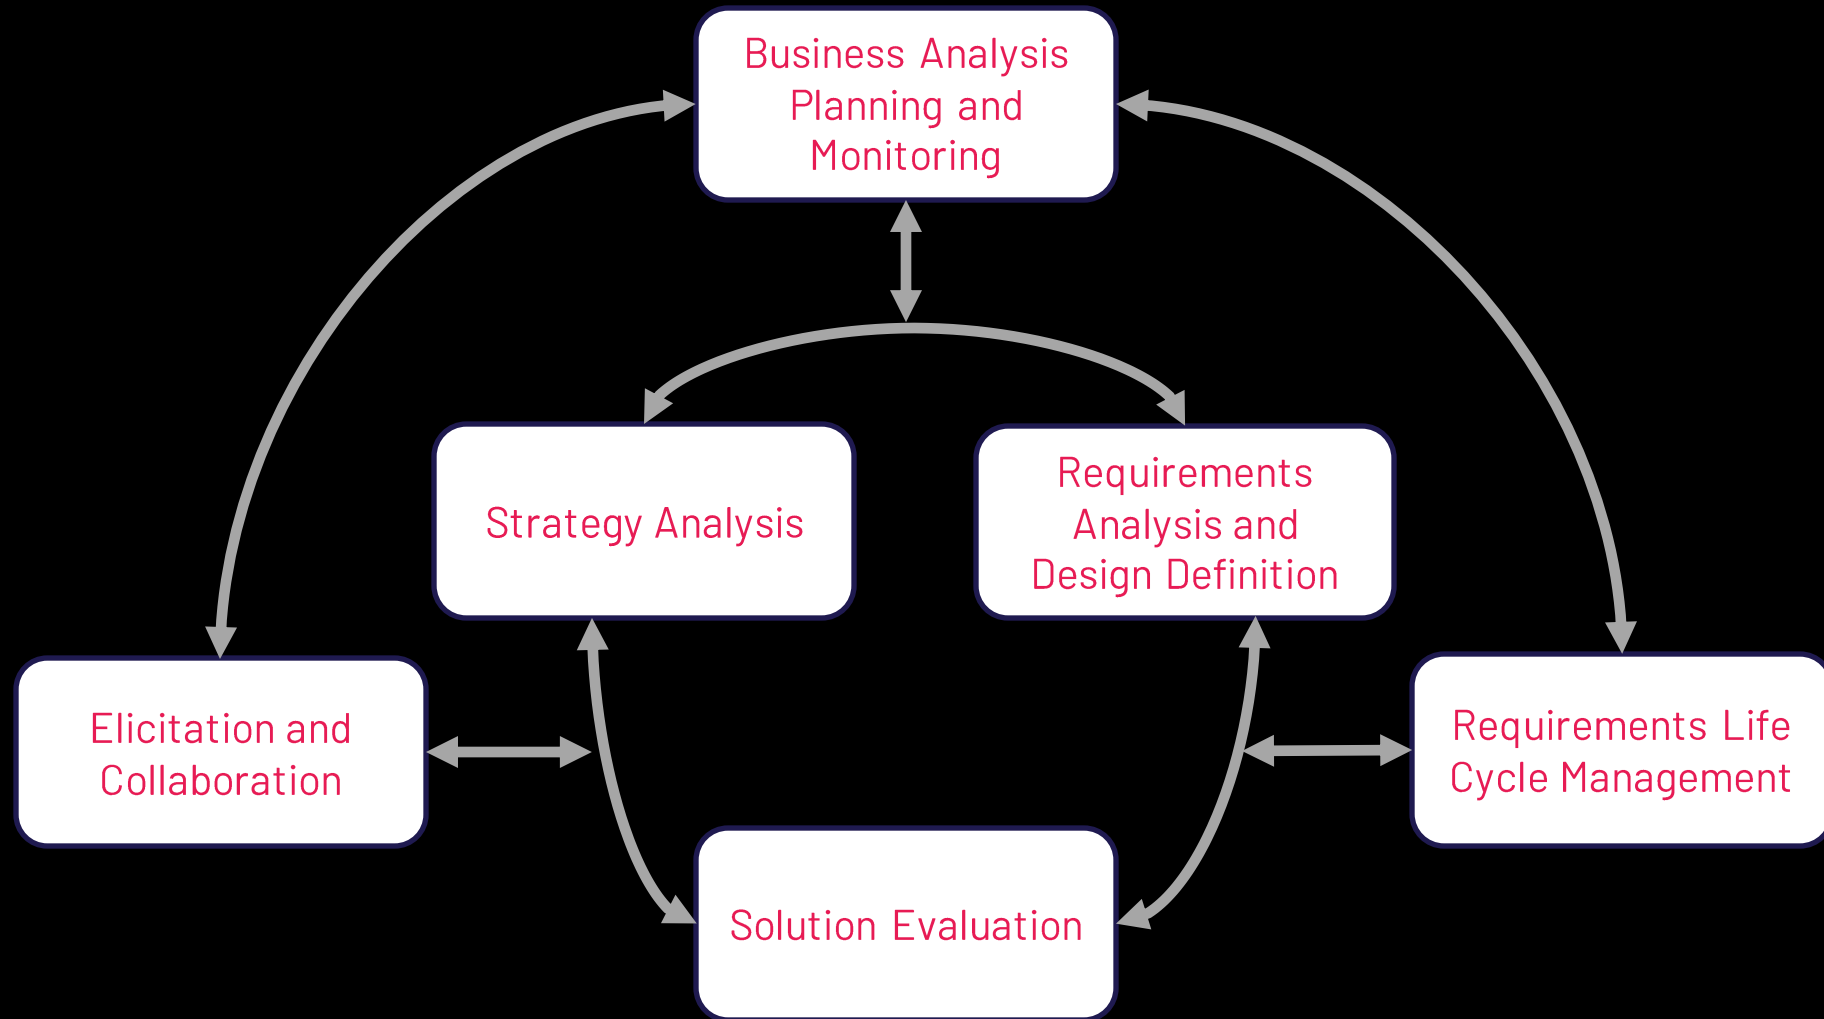 Business Analysis
Planning and
Monitoring
Strategy Analysis
Requirements
Analysis and
Design Definition
Elicitation and
Collaboration
Requirements Life
Cycle Management
Solution Evaluation